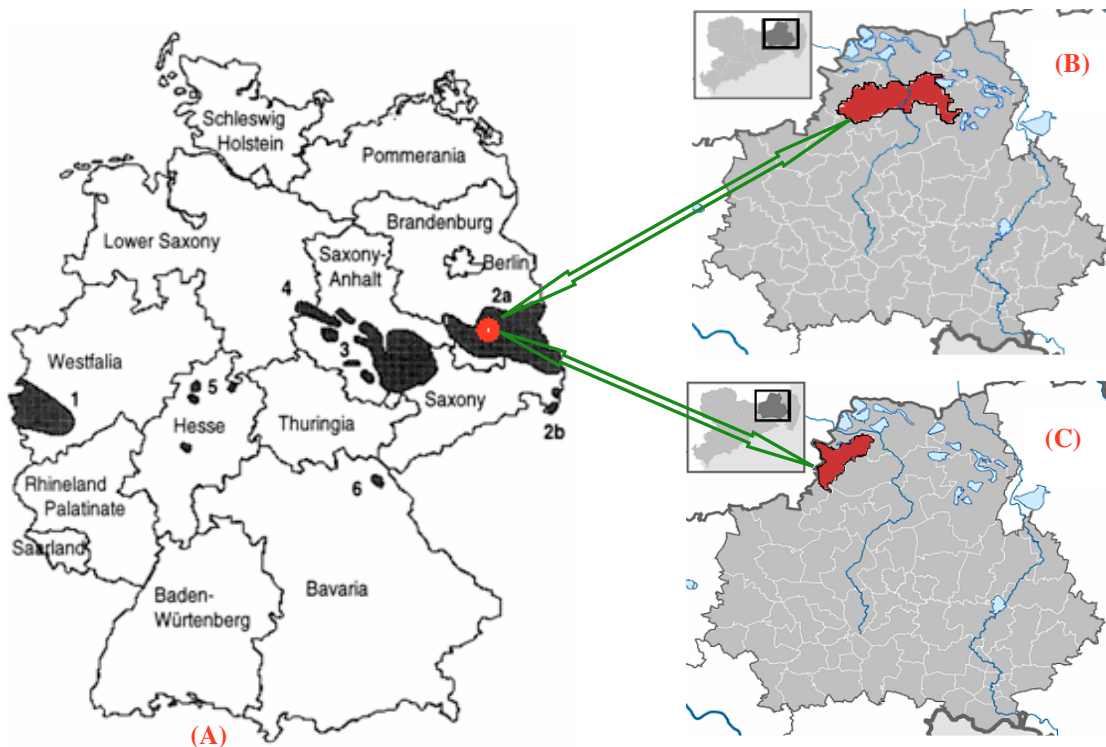 Schleswig
Holstein
Pommerania
Brandenburg
Lower Saxony
Saxony-
Anhalt
Berlin
4
2a
Westfalia
3
1
5
Hesse
Thuringia
Saxony
2b
Rhineland
Palatinate
6
Saarland
Baden-
Würtenberg
Bavaria
(A)
(B)
(C)